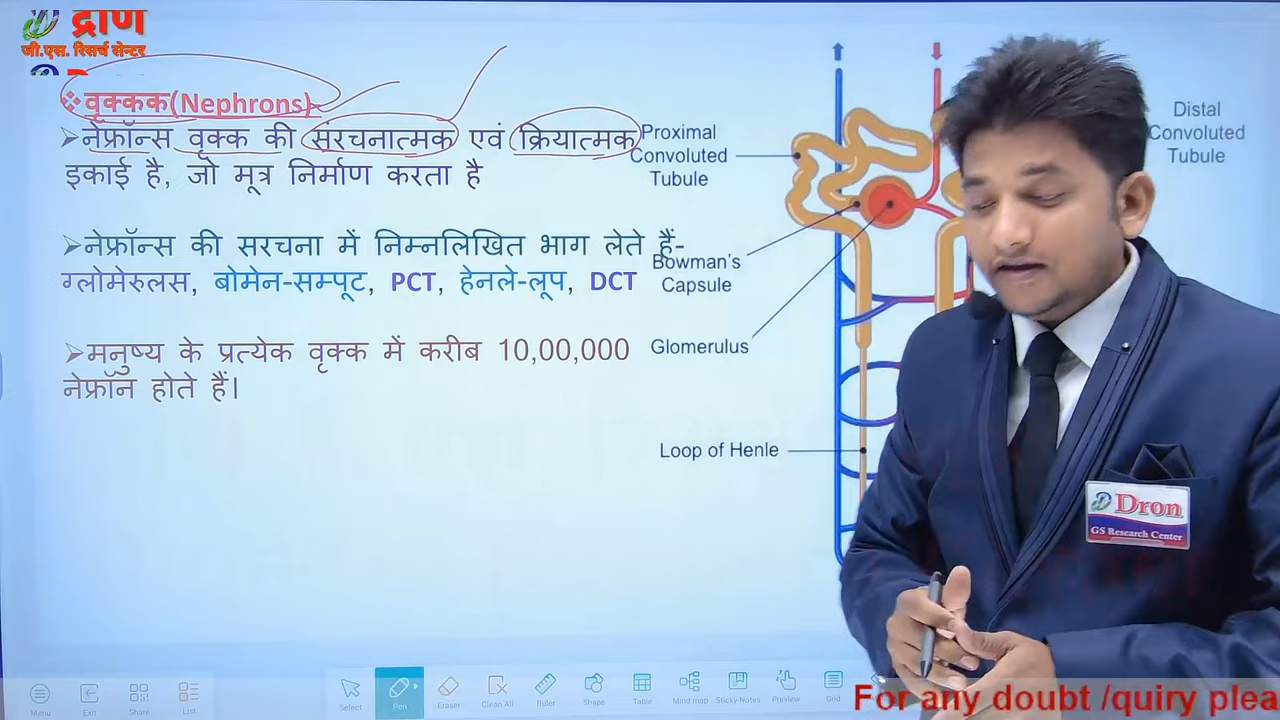 द्रोण
जी.एस. रिसर्च सेन्टर
❖वृक्कक(Nephrons)
➢नेफ्रॉन्स वृक्क की संरचनात्मक एवं क्रियात्मक
इकाई है, जो मूत्र निर्माण करता है
➢नेफ्रॉन्स की सरचना में निम्नलिखित भाग लेते हैं-
ग्लोमेरुलस, बोमेन-सम्पूट, PCT, हेनले-लूप, DCT
➢मनुष्य के प्रत्येक वृक्क में करीब 10,00,000
नेफ्रॉन होते हैं।
Proximal
Convoluted
Tubule
Bowman's
Capsule
Glomerulus
Loop of Henle
Distal
Convoluted
Tubule
Dron
GS Research Center
Menu Exit Share List Select Pen Eraser Clean All Ruler Shape Table Mind map Sticky-Notes Preview Grid
For any doubt /quiry plea